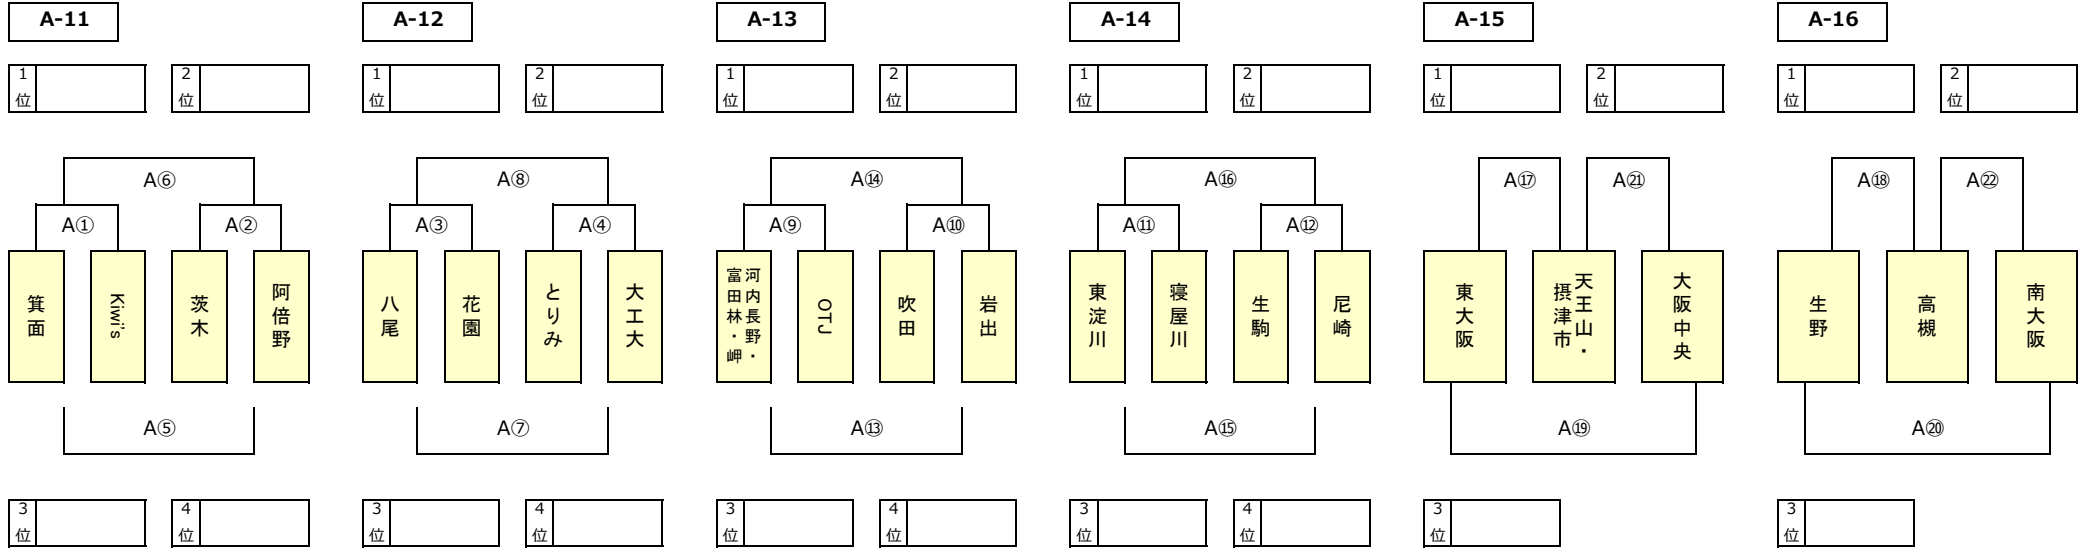 A-11
A-12
A-13
A-14
A-15
A-16
1位
2位
1位
2位
1位
2位
1位
2位
1位
2位
1位
2位
A⑥
A⑧
A⑭
A⑯
A⑰
A㉑
A⑱
A㉒
A①
A②
A③
A④
A⑨
A⑩
A⑪
A⑫
箕面
Kiwi's
茨木
阿倍野
八尾
花園
とりみ
大工大
河内長野・
富田林・岬
OTJ
吹田
岩出
東淀川
寝屋川
生駒
尼崎
東大阪
天王山・
摂津市
大阪中央
生野
高槻
南大阪
A⑤
A⑦
A⑬
A⑮
A⑲
A⑳
3位
4位
3位
4位
3位
4位
3位
4位
3位
3位